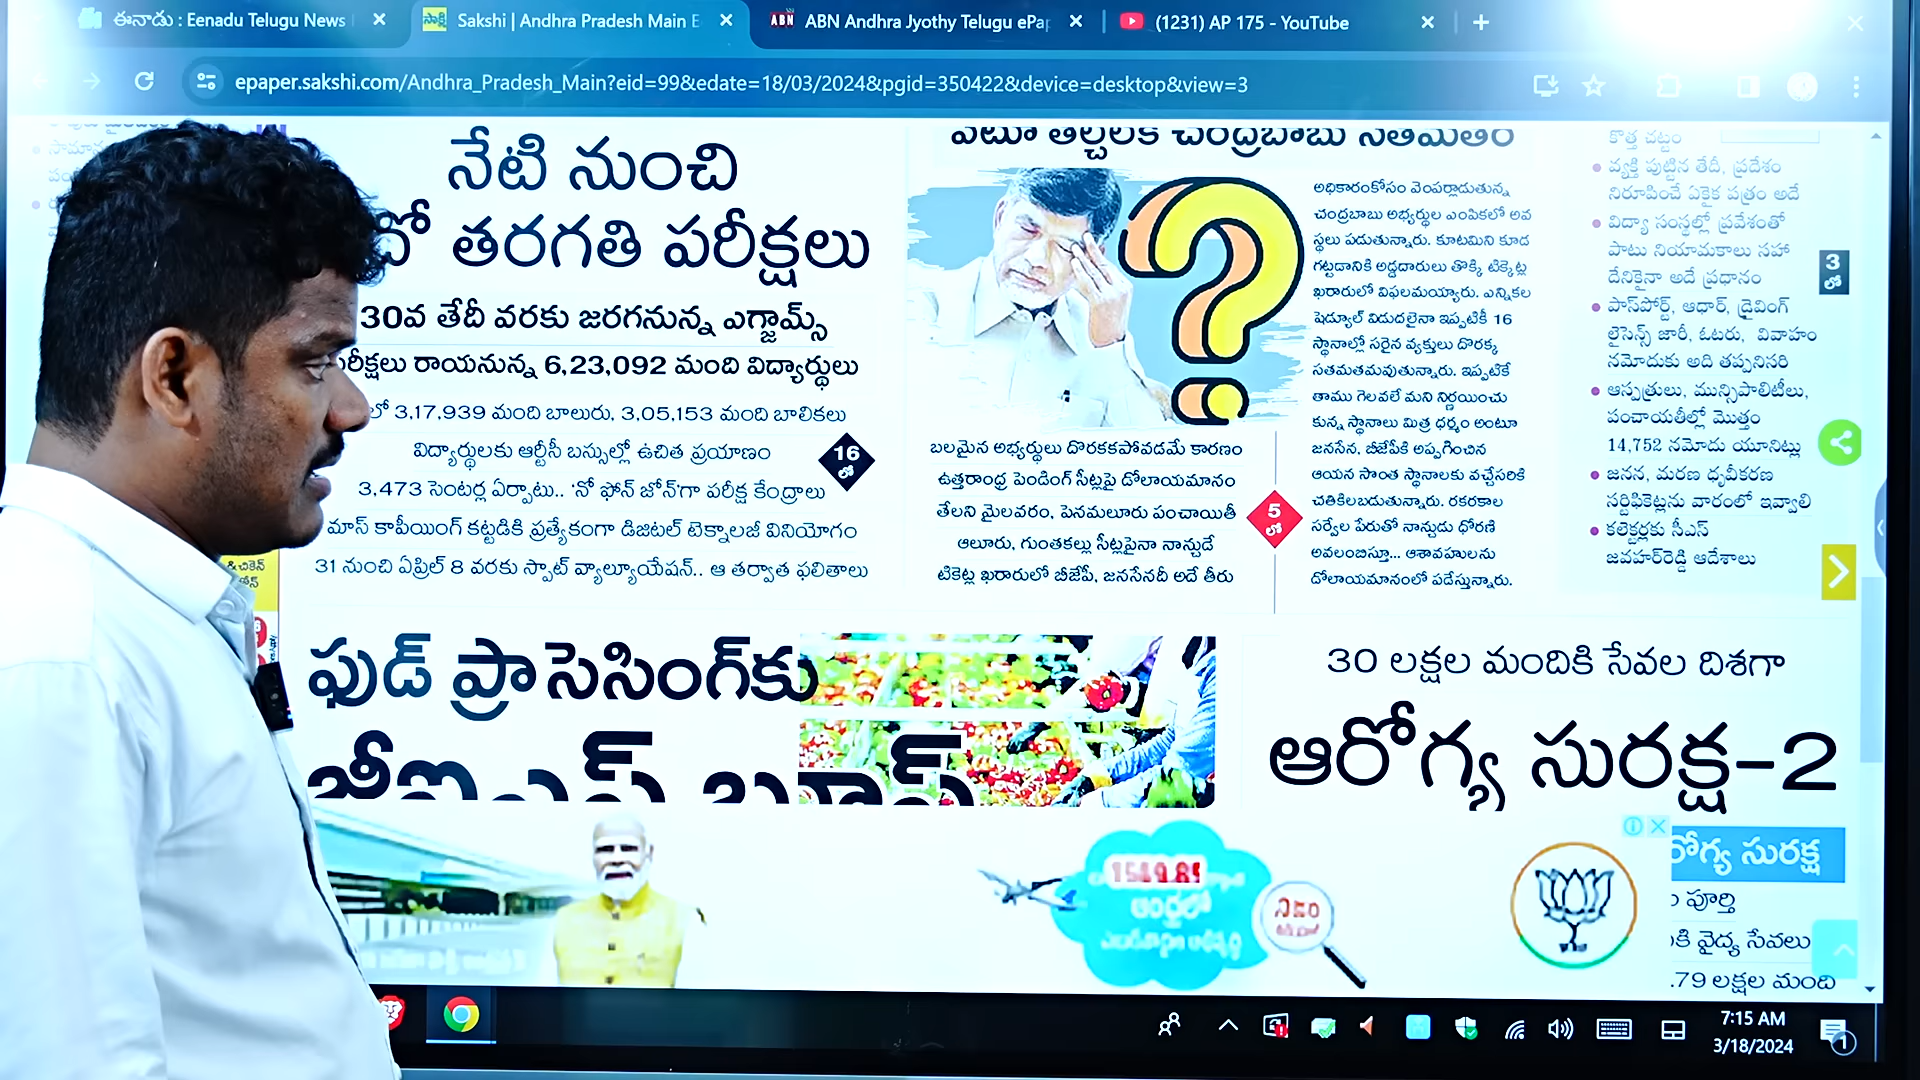 ఈనాడు : Eenadu Telugu News
Sakshi | Andhra Pradesh Main E
ABN
ABN Andhra Jyothy Telugu ePap
(1231) AP 175 - YouTube
epaper.sakshi.com/Andhra_Pradesh_Main?eid=99&edate=18/03/2024&pgid=350422&device=desktop&view=3
నేటి నుంచి
తరగతి పరీక్షలు
30వ తేదీ వరకు జరగనున్న ఎగ్జామ్స్
రాయనున్న 6,23,092 మంది విద్యార్థులు
లో 3,17,939 మంది బాలురు, 3,05,153 మంది బాలికలు
విద్యార్థులకు ఆర్టీసీ బస్సుల్లో ఉచిత ప్రయాణం
3,473 సెంటర్ల ఏర్పాటు.. 'నో ఫోన్ జోన్'గా పరీక్ష కేంద్రాలు
మాస్ కాపీయింగ్ కట్టడికి ప్రత్యేకంగా డిజిటల్ టెక్నాలజీ వినియోగం
31 నుంచి ఏప్రిల్ 8 వరకు స్పాట్ వ్యాల్యూయేషన్.. ఆ తర్వాత ఫలితాలు
16
లో
ఎటూ తేల్చలేక చంద్రబాబు సతమతం
బలమైన అభ్యర్థులు దొరకకపోవడమే కారణం
ఉత్తరాంధ్ర పెండింగ్ సీట్లపై డోలాయమానం
తేలని మైలవరం, పెనమలూరు పంచాయితీ
ఆలూరు, గుంతకల్లు సీట్లపైనా నాన్చుడే
టికెట్ల ఖరారులో బీజేపీ, జనసేనదీ అదే తీరు
5
లో
అధికారంకోసం వెంపర్లాడుతున్న
చంద్రబాబు అభ్యర్థుల ఎంపికలో అవ
స్థలు పడుతున్నారు. కూటమిని కూడ
గట్టడానికి అడ్డదారులు తొక్కి టిక్కెట్ల
ఖరారులో విఫలమయ్యారు. ఎన్నికల
షెడ్యూల్ విడుదలైనా ఇప్పటికీ 16
స్థానాల్లో సరైన వ్యక్తులు దొరక్క
సతమతమవుతున్నారు. ఇప్పటికే
తాము గెలవలే మని నిర్ణయించు
కున్న స్థానాలు మిత్ర ధర్మం అంటూ
జనసేన, బీజేపీకి అప్పగించిన
ఆయన సొంత స్థానాలకు వచ్చేసరికి
చతికిలబడుతున్నారు. రకరకాల
సర్వేల పేరుతో నాన్చుడు ధోరణి
అవలంబిస్తూ... ఆశావహులను
డోలాయమానంలో పడేస్తున్నారు.
కొత్త చట్టం
వ్యక్తి పుట్టిన తేదీ, ప్రదేశం
నిరూపించే ఏకైక పత్రం అదే
విద్యా సంస్థల్లో ప్రవేశంతో
పాటు నియామకాలు సహా
దేనికైనా అదే ప్రధానం
పాస్‌పోర్ట్, ఆధార్, డ్రైవింగ్
లైసెన్స్ జారీ, ఓటరు, వివాహం
నమోదుకు అది తప్పనిసరి
ఆస్పత్రులు, మున్సిపాలిటీలు,
పంచాయతీల్లో మొత్తం
14,752 నమోదు యూనిట్లు
జనన, మరణ ధృవీకరణ
సర్టిఫికెట్లను వారంలో ఇవ్వాలి
కలెక్టర్లకు సీఎస్
జవహర్‌రెడ్డి ఆదేశాలు
3
లో
ఫుడ్ ప్రాసెసింగ్‌కు
30 లక్షల మందికి సేవల దిశగా
ఆరోగ్య సురక్ష-2
రోగ్య సురక్ష
పూర్తి
కి వైద్య సేవలు
.79 లక్షల మంది
నిజం
7:15 AM
3/18/2024
1